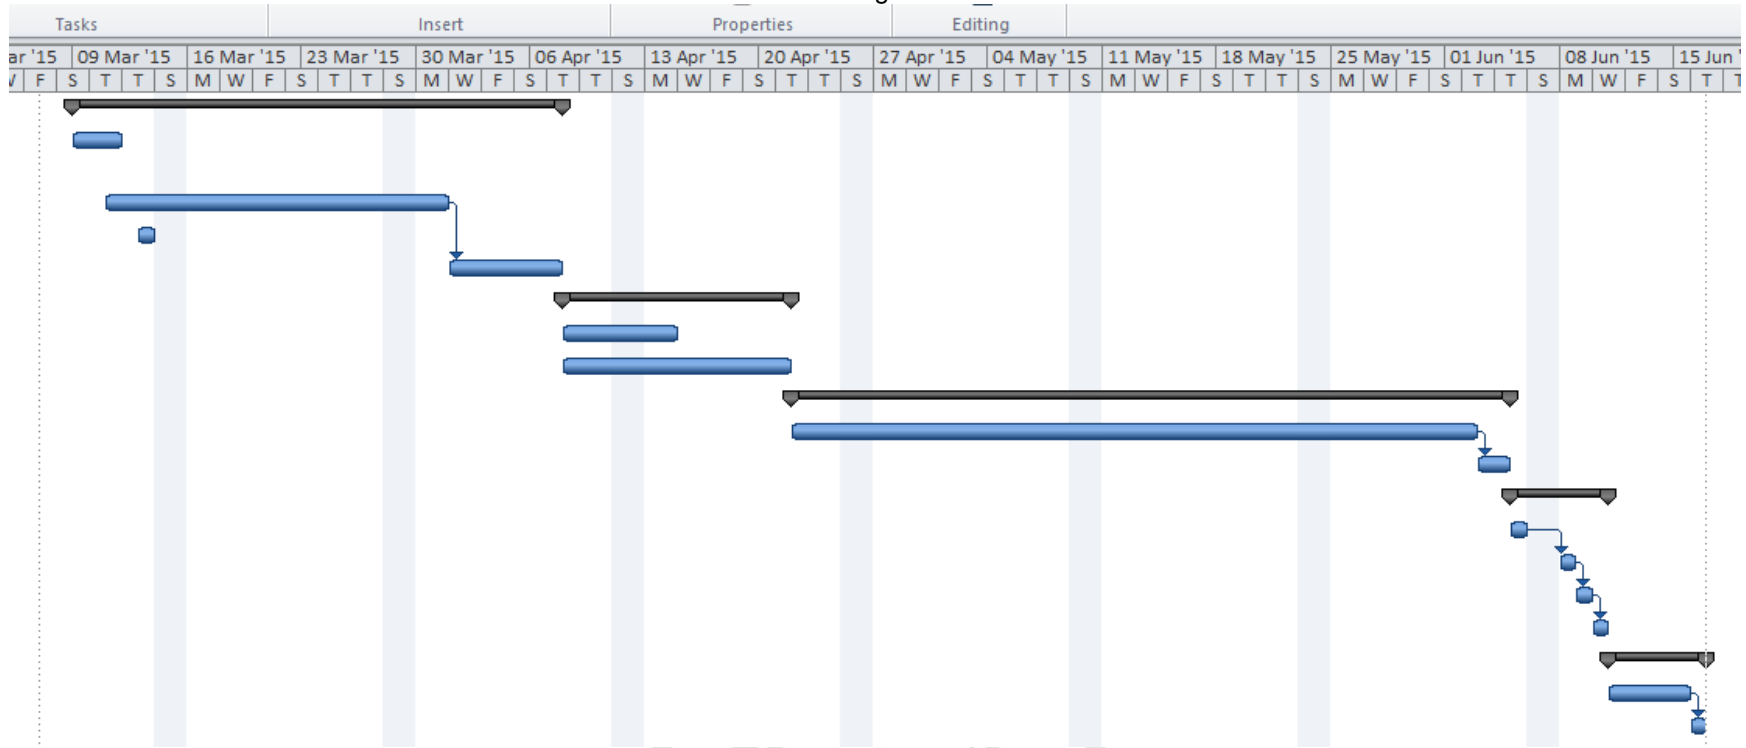 Tasks Insert Properties Editing
ar '15 09 Mar '15 16 Mar '15 23 Mar '15 30 Mar '15 06 Apr '15 13 Apr '15 20 Apr '15 27 Apr '15 04 May '15 11 May '15 18 May '15 25 May '15 01 Jun '15 08 Jun '15 15 Jun '
F S T T S M W F S T T S M W F S T T S M W F S T T S M W F S T T S M W F S T T S M W F S T T S M W F S T